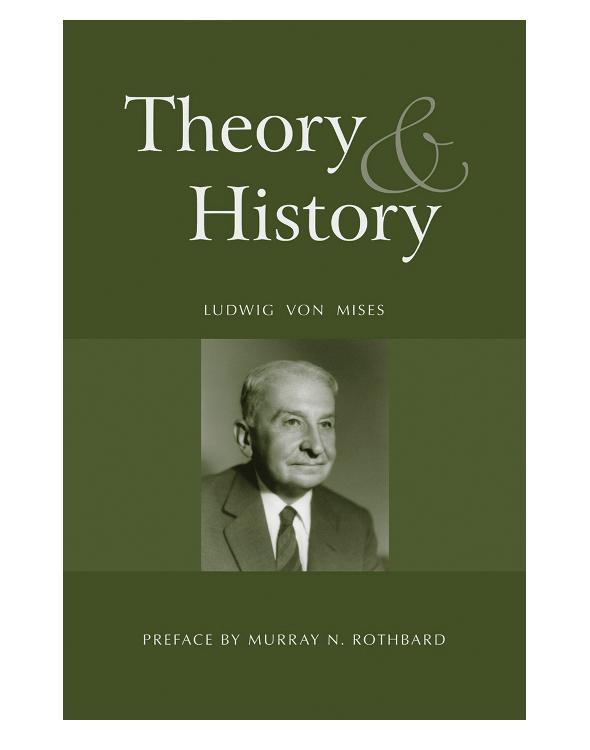 Theory &
History
LUDWIG VON MISES
PREFACE BY MURRAY N. ROTHBARD